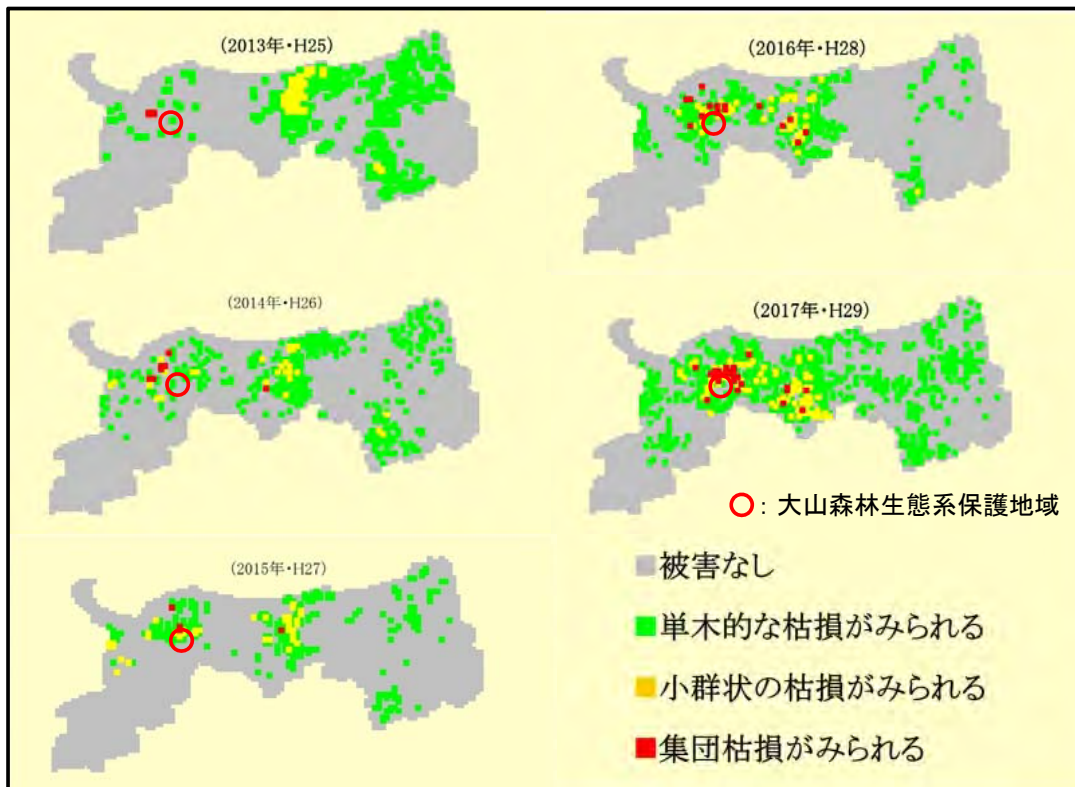 (2013年・H25)
(2016年・H28)
(2014年・H26)
(2017年・H29)
○：大山森林生態系保護地域
(2015年・H27)
被害なし
単木的な枯損がみられる
小群状の枯損がみられる
集団枯損がみられる